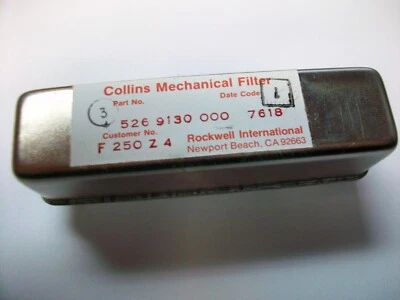 Collins Mechanical Filter
Part No. Date Code
3
526 9130 000 7618
Customer No.
F 250 Z 4 Rockwell International
Newport Beach, CA 92663